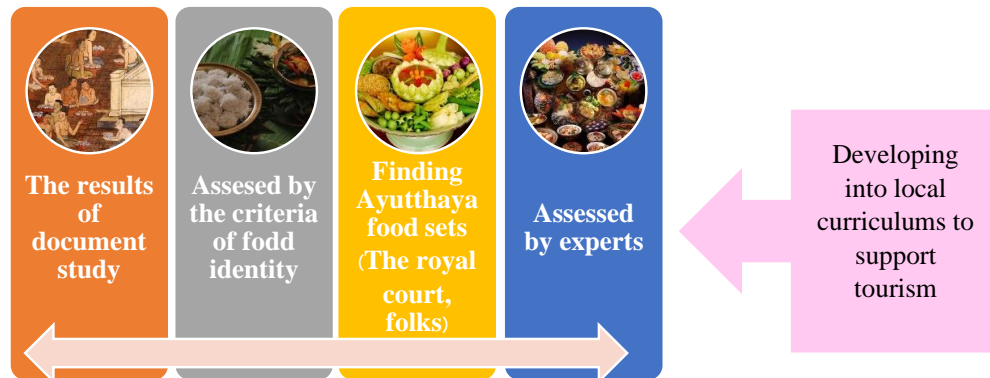 The results
of
document
study
Assesed by
the criteria
of fodd
identity
Finding
Ayutthaya
food sets
(The royal
court,
folks)
Assessed
by experts
Developing
into local
curriculums to
support
tourism